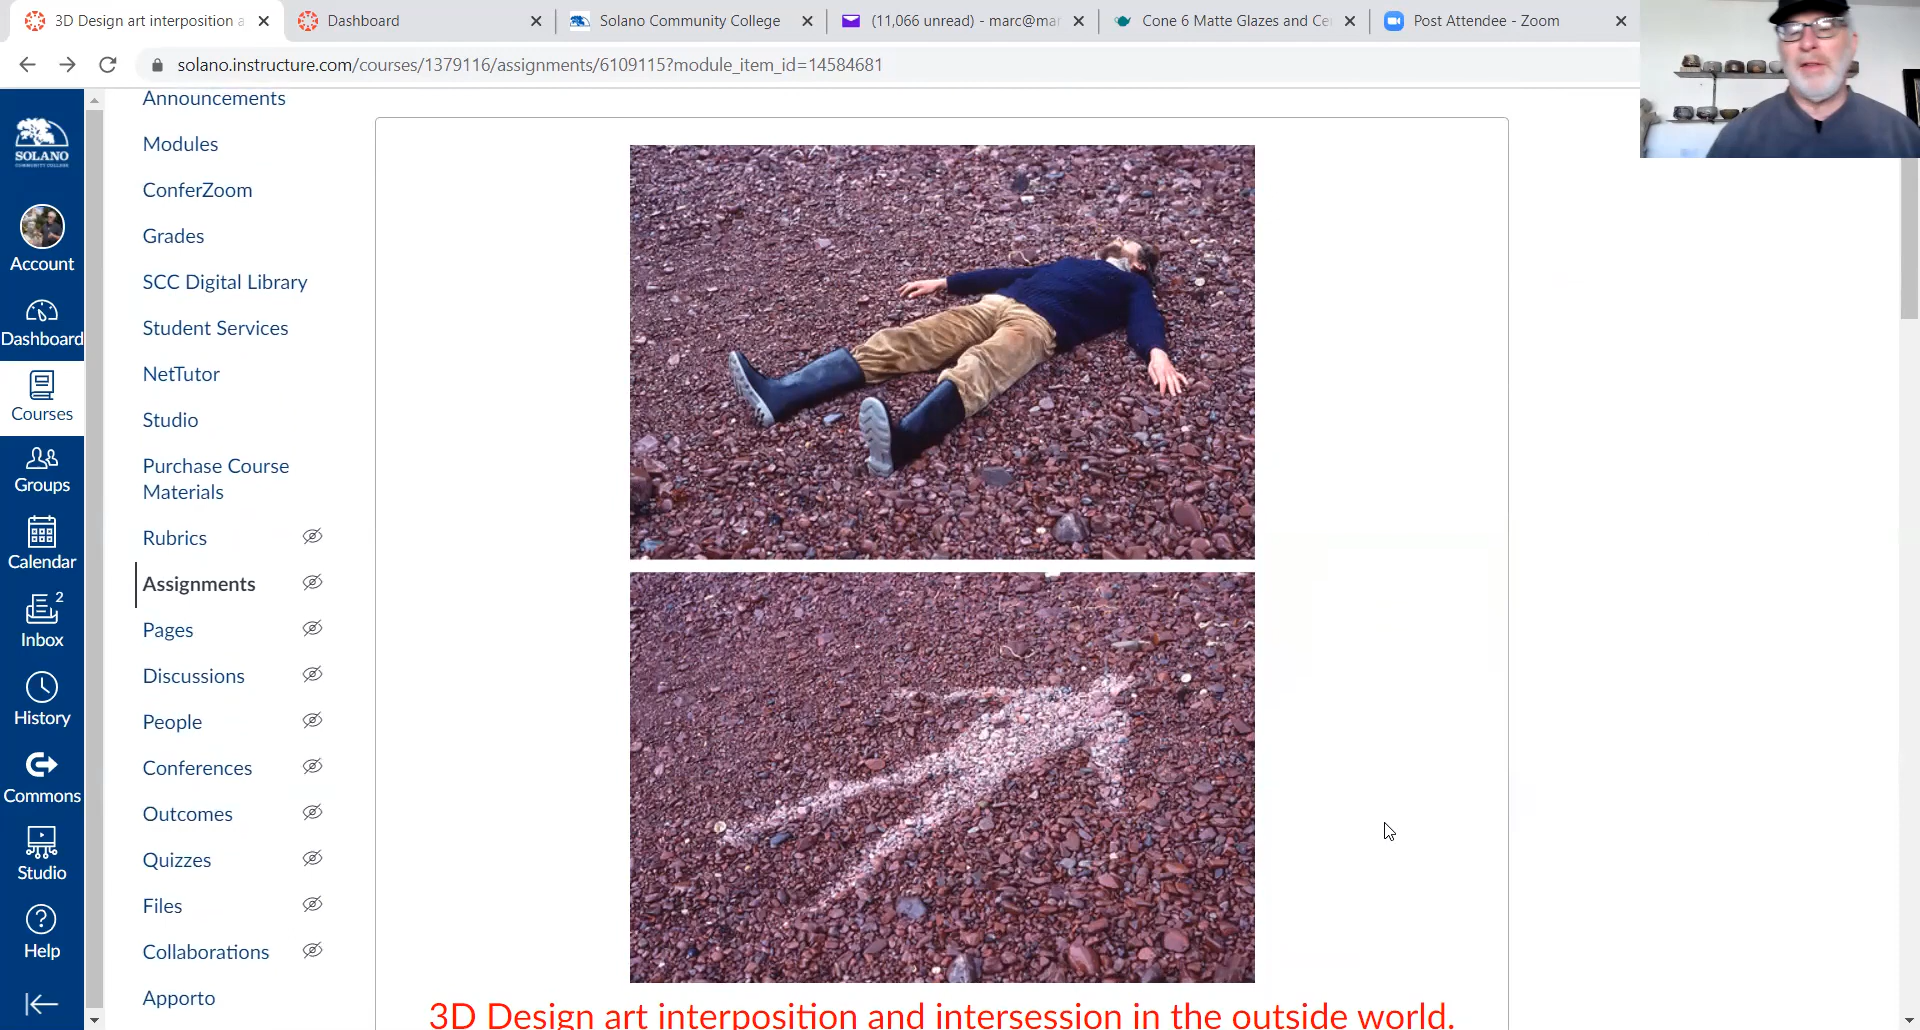 3D Design art interposition a
Dashboard
Solano Community College
(11,066 unread) - marc@mar
Cone 6 Matte Glazes and Ce
Post Attendee - Zoom
solano.instructure.com/courses/1379116/assignments/6109115?module_item_id=14584681
SOLANO
COMMUNITY COLLEGE
Account
Dashboard
Courses
Groups
Calendar
2
Inbox
History
Commons
Studio
Help
Announcements
Modules
ConferZoom
Grades
SCC Digital Library
Student Services
NetTutor
Studio
Purchase Course
Materials
Rubrics
Assignments
Pages
Discussions
People
Conferences
Outcomes
Quizzes
Files
Collaborations
Apporto
3D Design art interposition and intersession in the outside world.